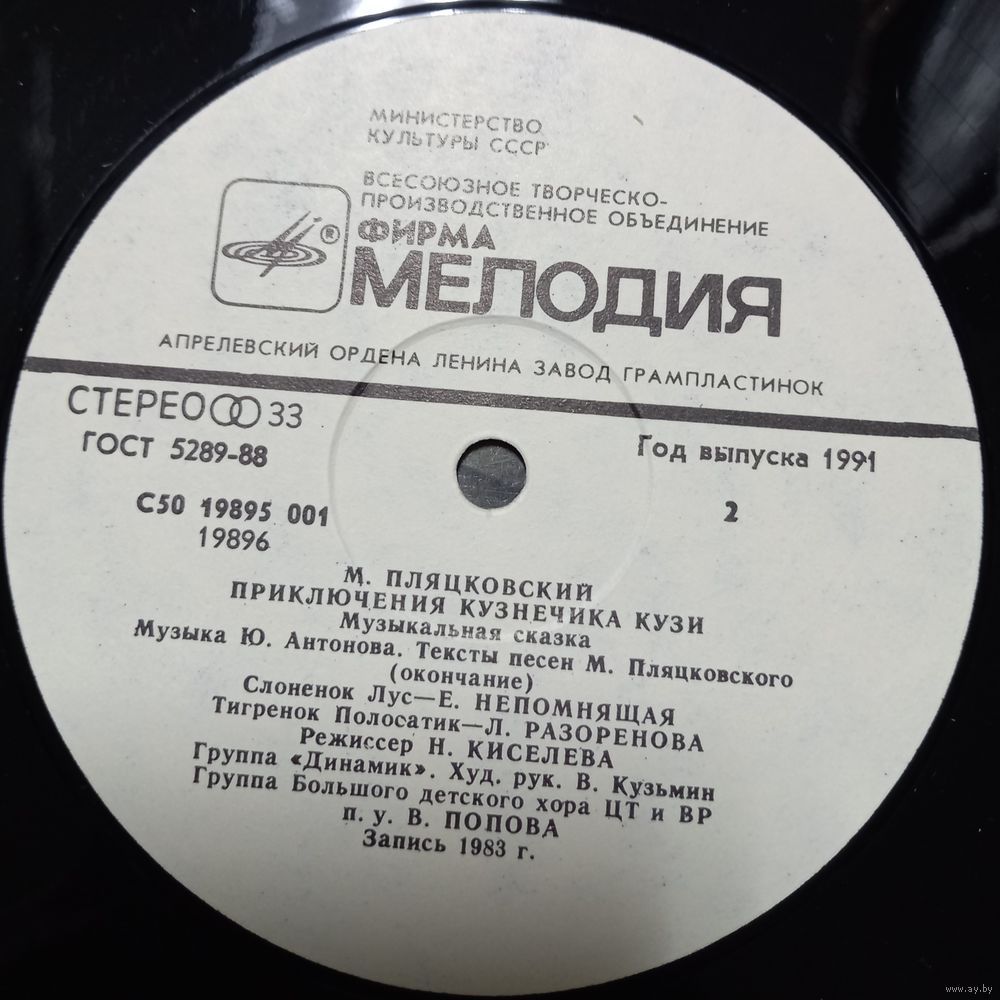 МИНИСТЕРСТВО
КУЛЬТУРЫ СССР
ВСЕСОЮЗНОЕ ТВОРЧЕСКО-
ПРОИЗВОДСТВЕННОЕ ОБЪЕДИНЕНИЕ
®
ФИРМА
МЕЛОДИЯ
АПРЕЛЕВСКИЙ ОРДЕНА ЛЕНИНА ЗАВОД ГРАМПЛАСТИНОК
СТЕРЕО 33
ГОСТ 5289-88
Год выпуска 1991
С50 19895 001
2
19896
М. ПЛЯЦКОВСКИЙ
ПРИКЛЮЧЕНИЯ КУЗНЕЧИКА КУЗИ
Музыкальная сказка
Музыка Ю. Антонова. Тексты песен М. Пляцковского
(окончание)
Слоненок Лус—Е. НЕПОМНЯЩАЯ
Тигренок Полосатик—Л. РАЗОРЕНОВА
Режиссер Н. КИСЕЛЕВА
Группа «Динамик». Худ. рук. В. Кузьмин
Группа Большого детского хора ЦТ и ВР
п. у. В. ПОПОВА
Запись 1983 г.
www.ay.by